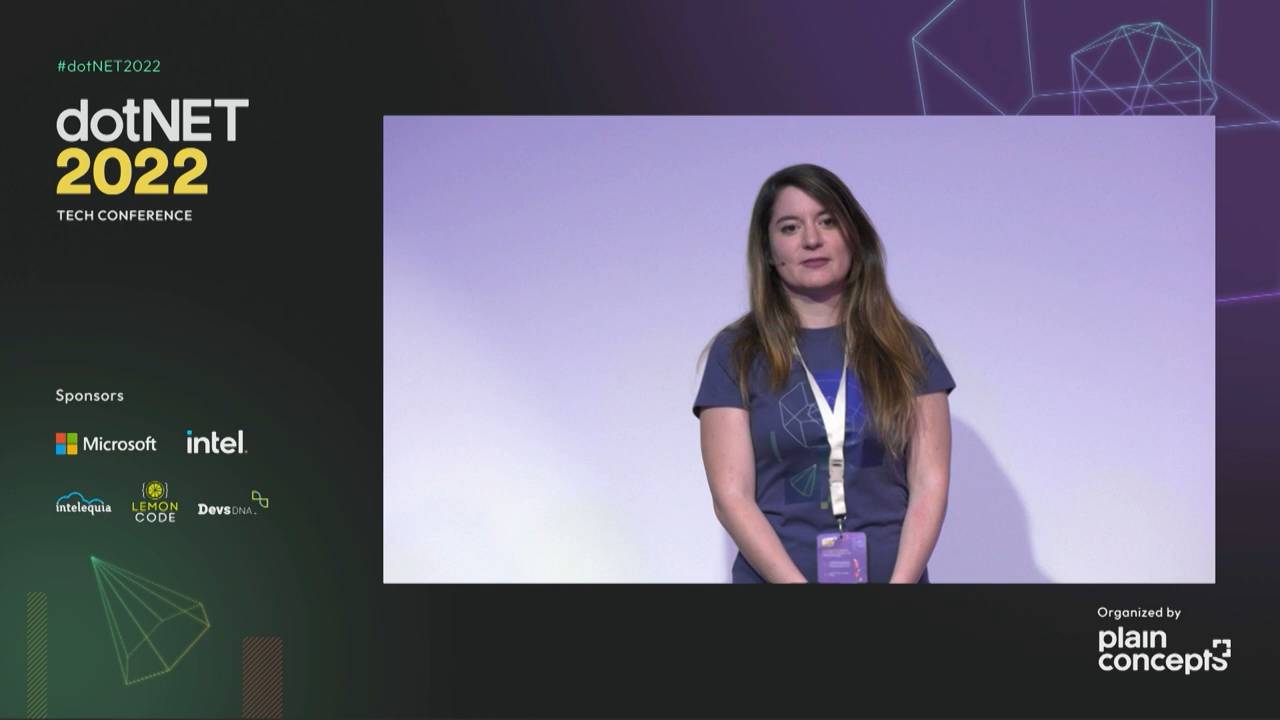 #dotNET2022
dotNET
2022
TECH CONFERENCE
Sponsors
Microsoft
intel.
intelequia
LEMON
CODE
DevsDNA.
Organized by
plain
concepts